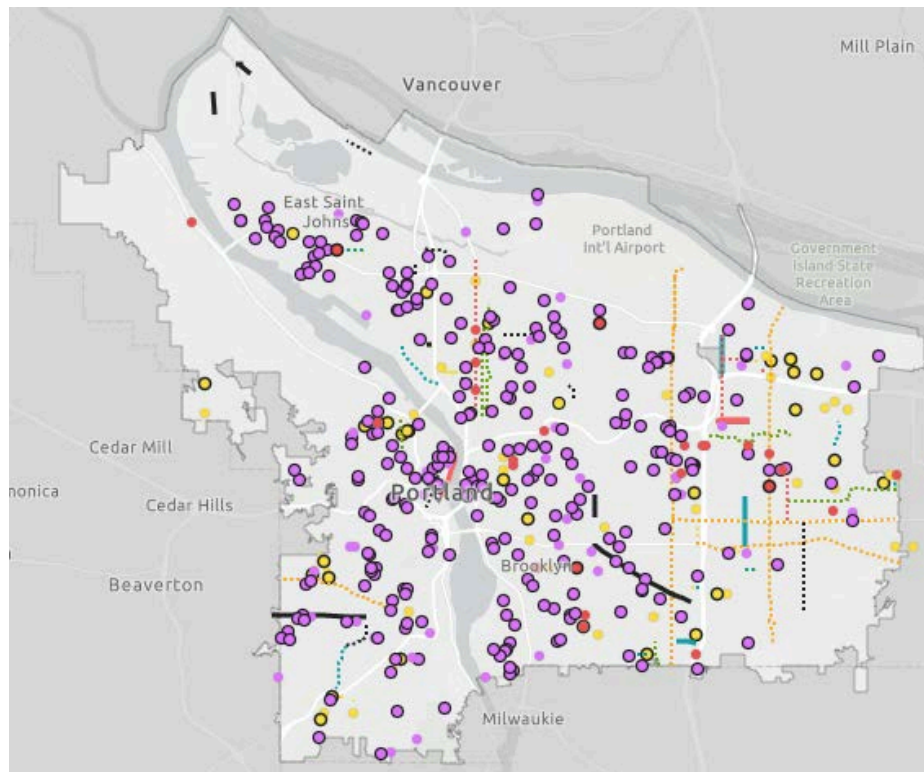 Mill Plain
Vancouver
East Saint
Johns
Portland
Int'l Airport
Government
Island State
Recreation
Area
Cedar Mill
monica
Cedar Hills
Portland
Beaverton
Brooklyn
Milwaukie